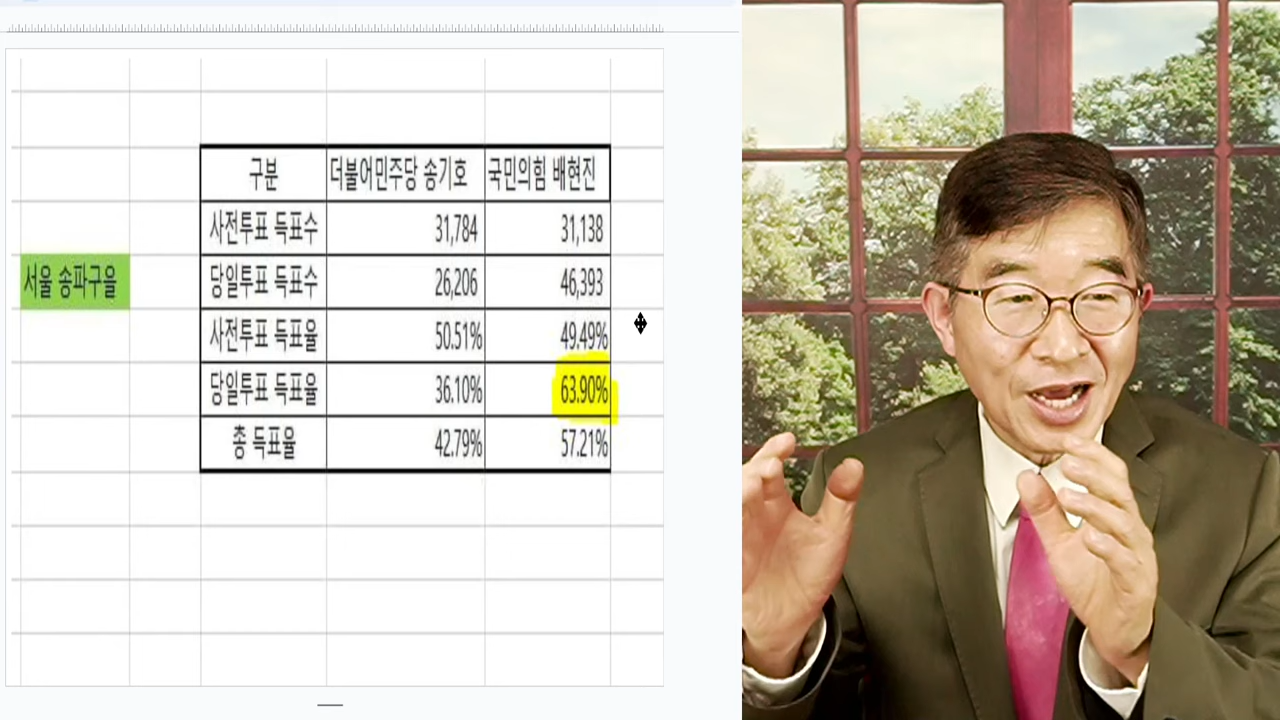 구분 더불어민주당 송기호 국민의힘 배현진
사전투표 득표수 31,784 31,138
서울 송파구을
당일투표 득표수 26,206 46,393
사전투표 득표율 50.51% 49.49%
당일투표 득표율 36.10% 63.90%
총 득표율 42.79% 57.21%